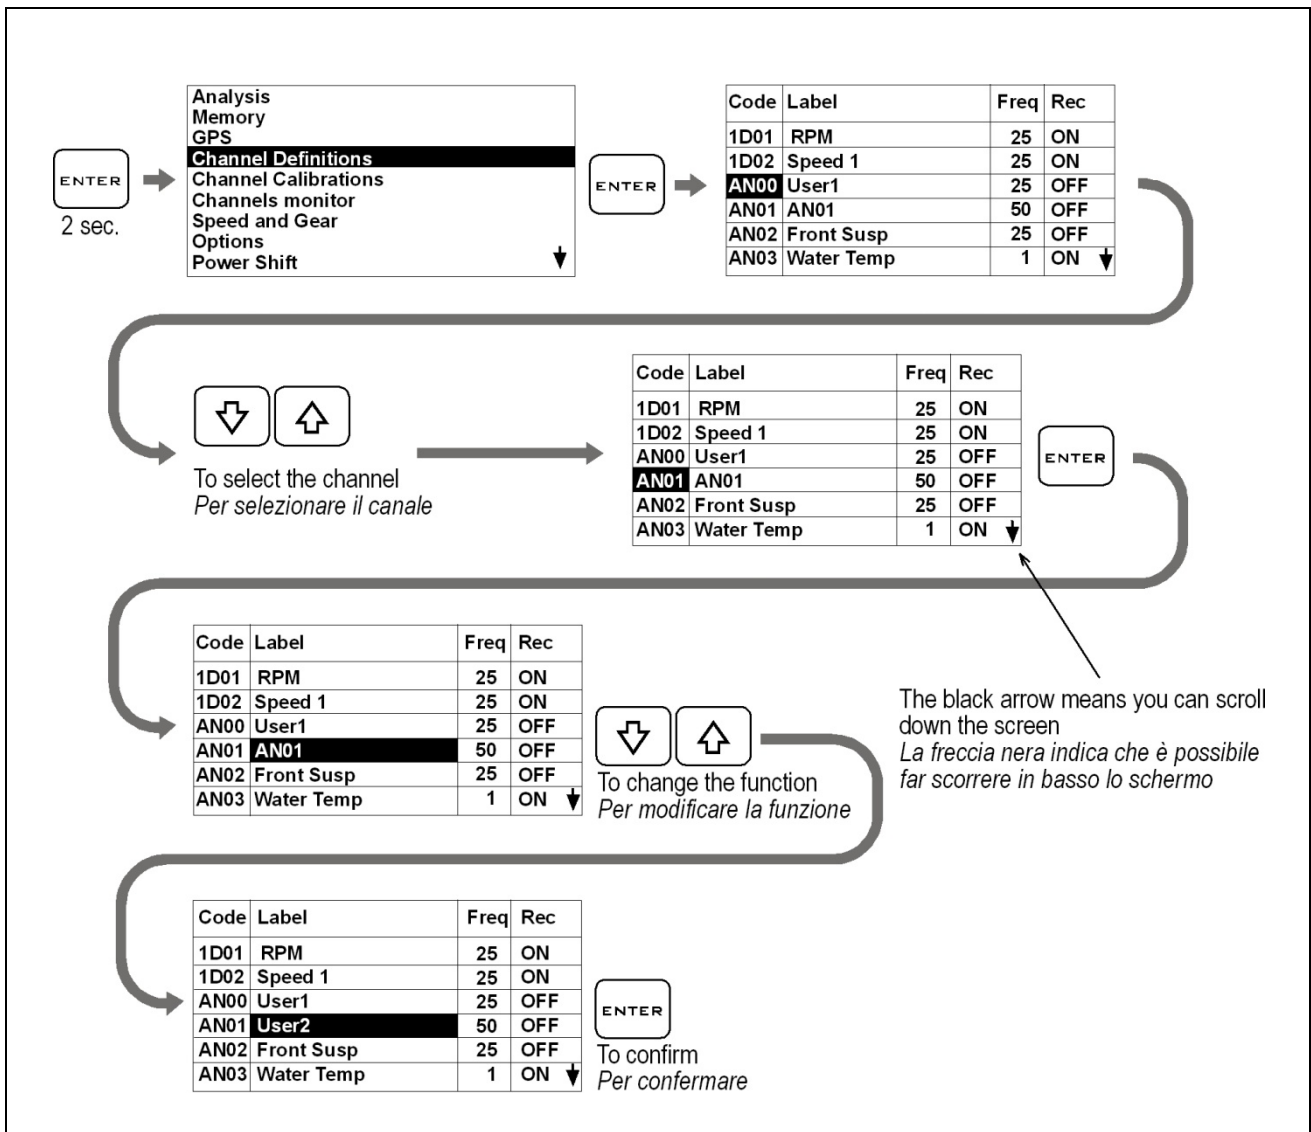 ENTER
2 sec.
Analysis
Memory
GPS
Channel Definitions
Channel Calibrations
Channels monitor
Speed and Gear
Options
Power Shift
ENTER
Code Label Freq Rec
1D01 RPM 25 ON
1D02 Speed 1 25 ON
AN00 User1 25 OFF
AN01 AN01 50 OFF
AN02 Front Susp 25 OFF
AN03 Water Temp 1 ON
To select the channel
Per selezionare il canale
Code Label Freq Rec
1D01 RPM 25 ON
1D02 Speed 1 25 ON
AN00 User1 25 OFF
AN01 AN01 50 OFF
AN02 Front Susp 25 OFF
AN03 Water Temp 1 ON
ENTER
The black arrow means you can scroll
down the screen
La freccia nera indica che è possibile
far scorrere in basso lo schermo
Code Label Freq Rec
1D01 RPM 25 ON
1D02 Speed 1 25 ON
AN00 User1 25 OFF
AN01 AN01 50 OFF
AN02 Front Susp 25 OFF
AN03 Water Temp 1 ON
To change the function
Per modificare la funzione
Code Label Freq Rec
1D01 RPM 25 ON
1D02 Speed 1 25 ON
AN00 User1 25 OFF
AN01 User2 50 OFF
AN02 Front Susp 25 OFF
AN03 Water Temp 1 ON
ENTER
To confirm
Per confermare